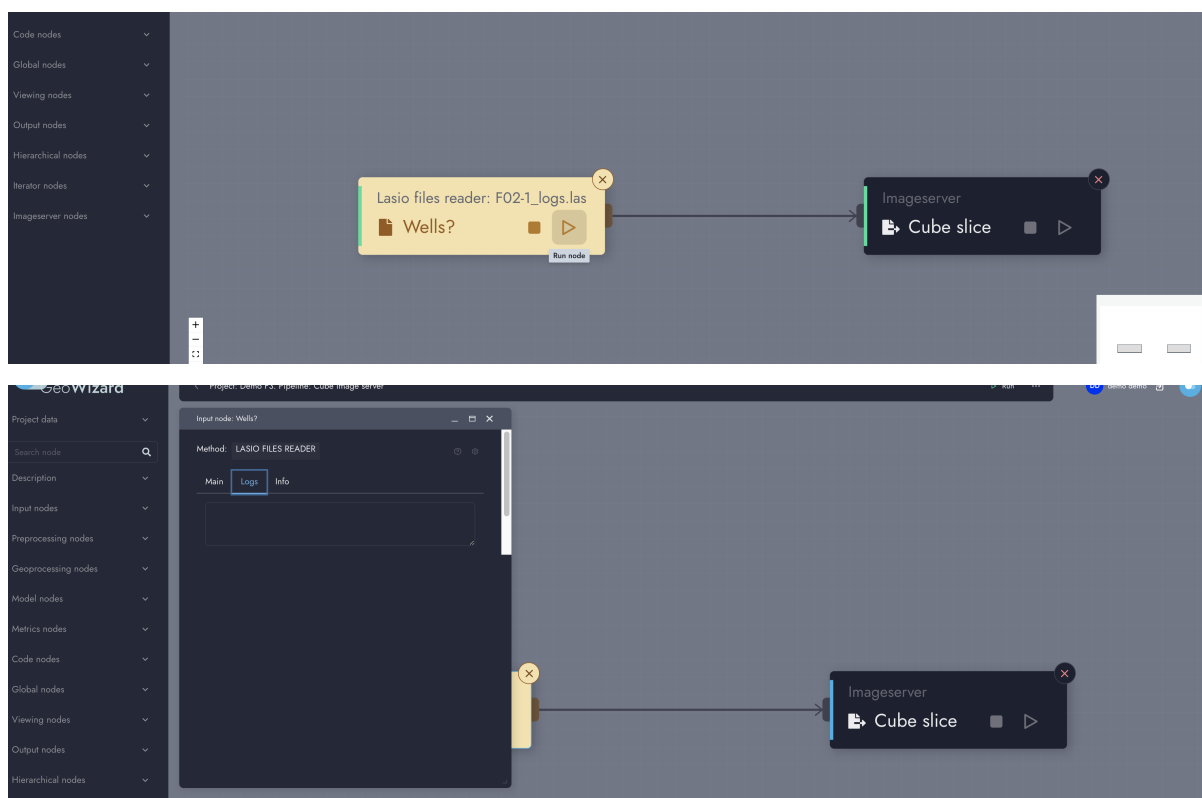 Code nodes
Global nodes
Viewing nodes
Output nodes
Hierarchical nodes
Iterator nodes
Imageserver nodes
Lasio files reader: F02-1_logs.las
Wells?
Run node
Imageserver
Cube slice
GeoWizard
Project: Demo F3. Pipeline: Cube image server
Run
DD demo demo
Project data
Search node
Description
Input nodes
Preprocessing nodes
Geoprocessing nodes
Model nodes
Metrics nodes
Code nodes
Global nodes
Viewing nodes
Output nodes
Hierarchical nodes
Input node: Wells?
Method: LASIO FILES READER
Main Logs Info
Imageserver
Cube slice